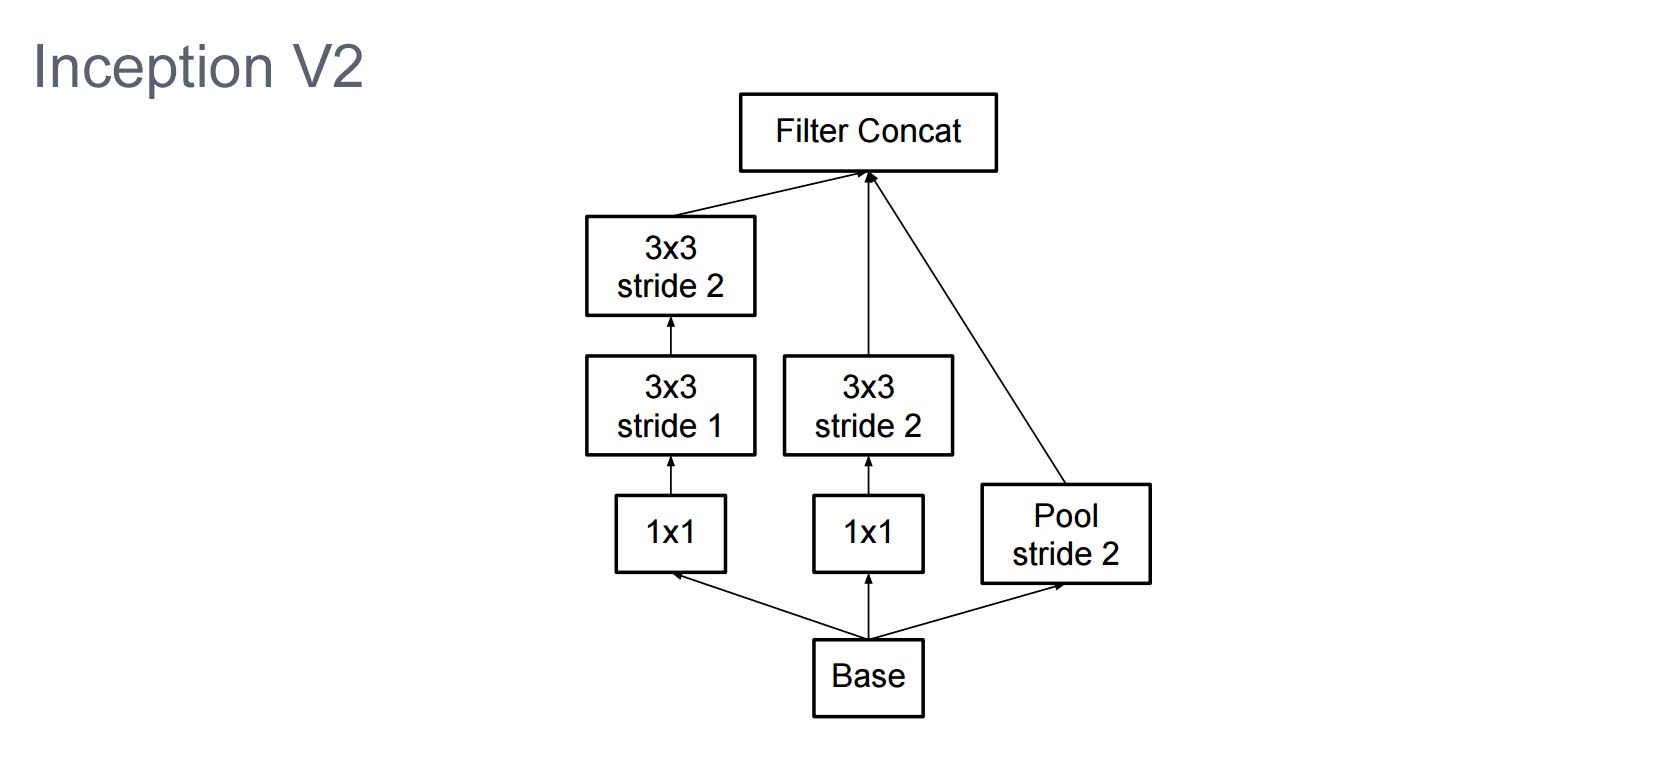 Inception V2
Filter Concat
3x3
stride 2
3x3
stride 1
3x3
stride 2
1x1
1x1
Pool
stride 2
Base